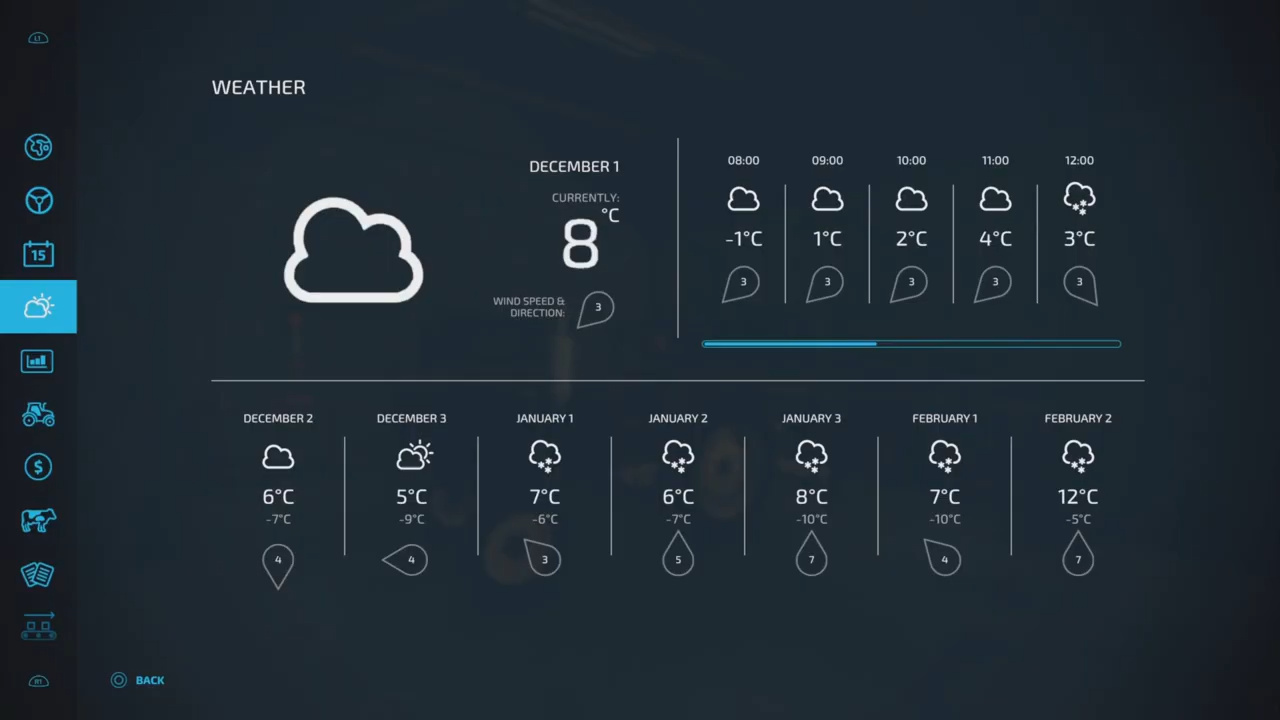 LT
WEATHER
DECEMBER 1
CURRENTLY:
8 °C
WIND SPEED &
DIRECTION:
3
08:00 09:00 10:00 11:00 12:00
-1°C 1°C 2°C 4°C 3°C
3 3 3 3 3
15
$
DECEMBER 2 DECEMBER 3 JANUARY 1 JANUARY 2 JANUARY 3 FEBRUARY 1 FEBRUARY 2
6°C 5°C 7°C 6°C 8°C 7°C 12°C
-7°C -9°C -6°C -7°C -10°C -10°C -5°C
4 4 3 5 7 4 7
RT
BACK